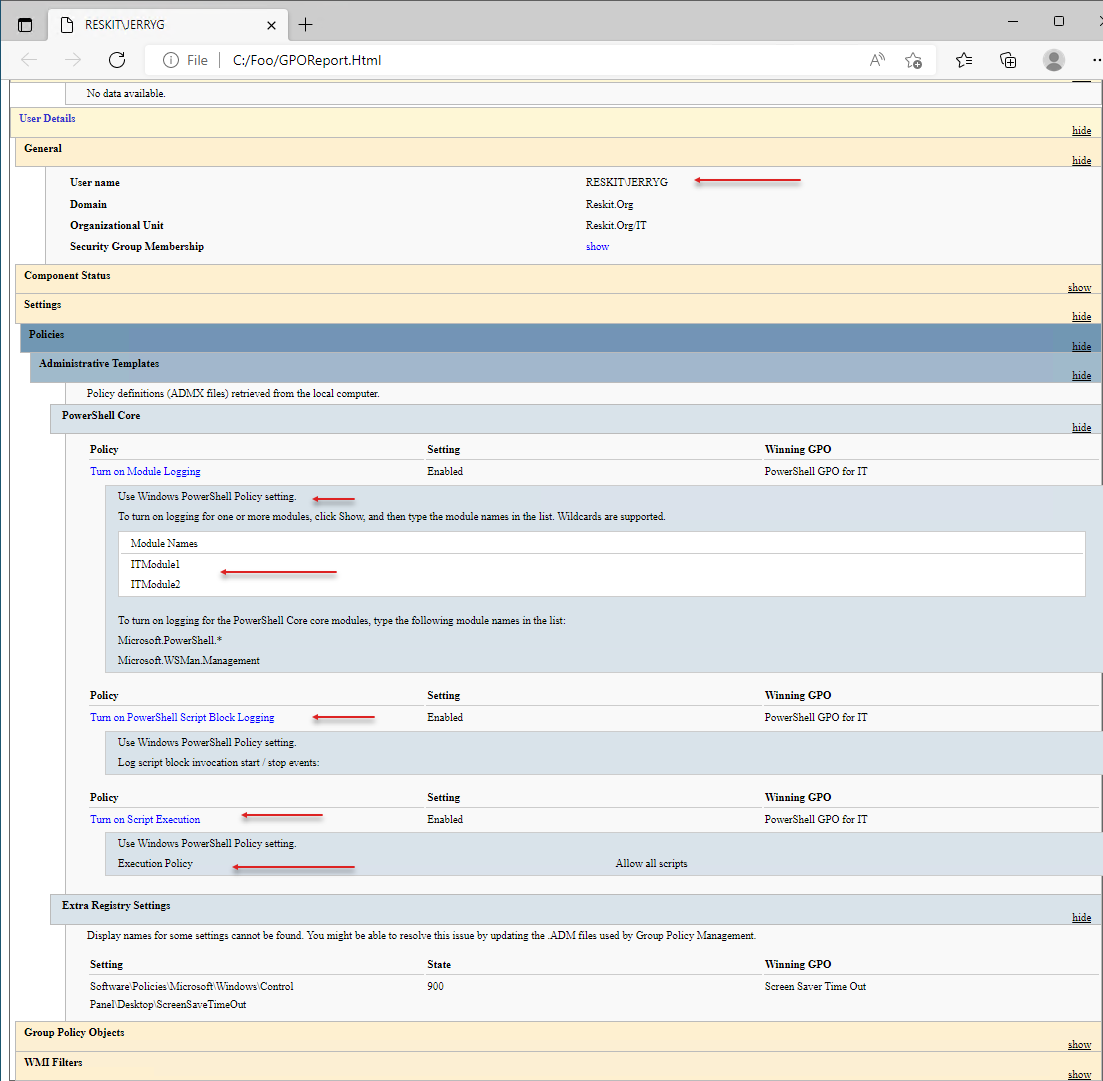 RESKIT\JERRYG
File
C:/Foo/GPOReport.Html
No data available.
User Details
hide
General
hide
User name RESKIT\JERRYG
Domain Reskit.Org
Organizational Unit Reskit.Org/IT
Security Group Membership show
Component Status
show
Settings
hide
Policies
hide
Administrative Templates
hide
Policy definitions (ADMX files) retrieved from the local computer.
PowerShell Core
hide
Policy Setting Winning GPO
Turn on Module Logging Enabled PowerShell GPO for IT
Use Windows PowerShell Policy setting.
To turn on logging for one or more modules, click Show, and then type the module names in the list. Wildcards are supported.
Module Names
ITModule1
ITModule2
To turn on logging for the PowerShell Core core modules, type the following module names in the list:
Microsoft.PowerShell.*
Microsoft.WSMan.Management
Policy Setting Winning GPO
Turn on PowerShell Script Block Logging Enabled PowerShell GPO for IT
Use Windows PowerShell Policy setting.
Log script block invocation start / stop events:
Policy Setting Winning GPO
Turn on Script Execution Enabled PowerShell GPO for IT
Use Windows PowerShell Policy setting.
Execution Policy Allow all scripts
Extra Registry Settings
hide
Display names for some settings cannot be found. You might be able to resolve this issue by updating the .ADM files used by Group Policy Management.
Setting State Winning GPO
Software\Policies\Microsoft\Windows\Control 900 Screen Saver Time Out
Panel\Desktop\ScreenSaveTimeOut
Group Policy Objects
show
WMI Filters
show